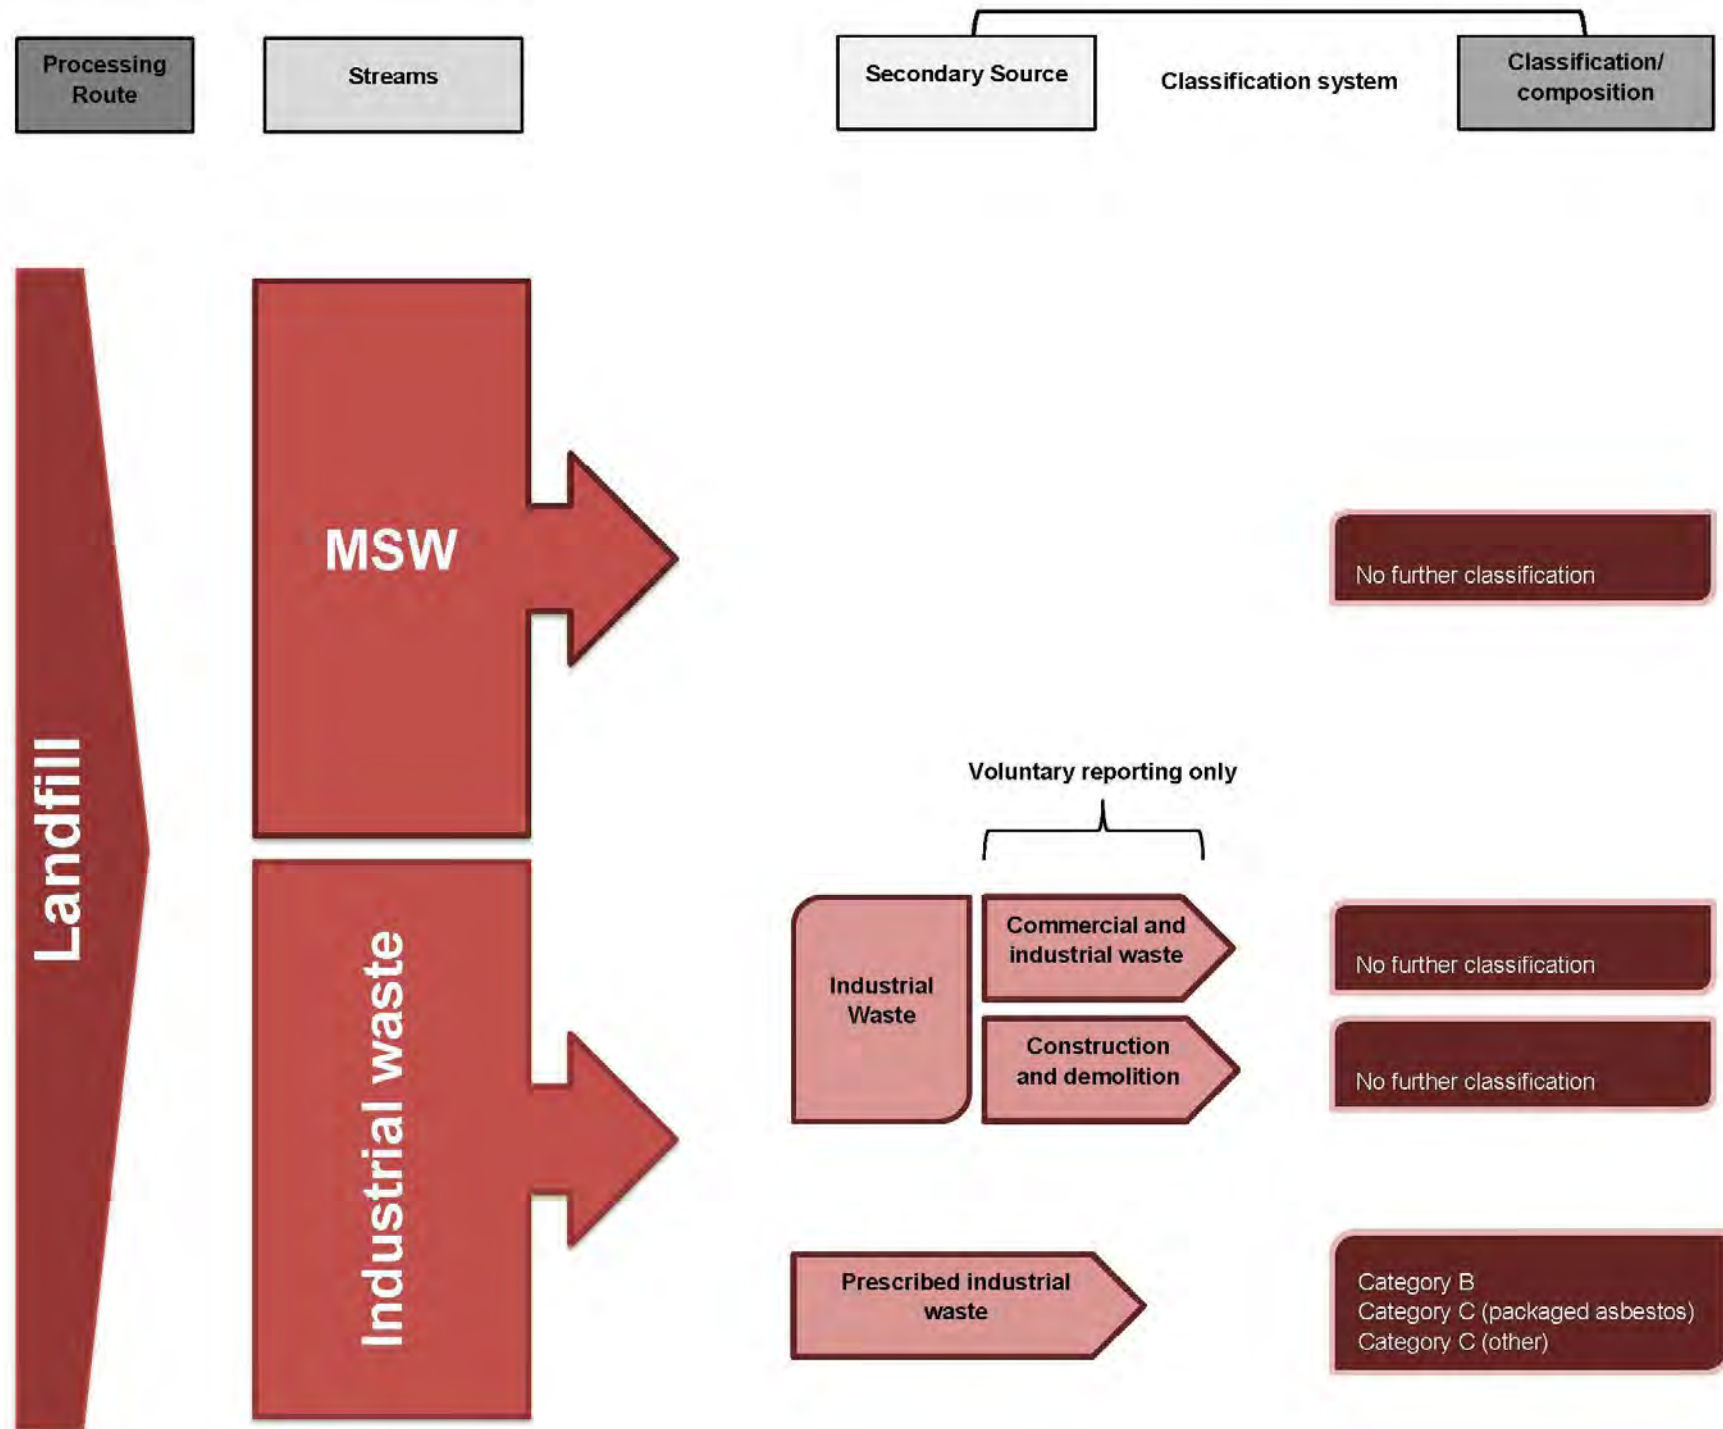 Processing
Route
Streams
Secondary Source
Classification system
Classification/
composition
Landfill
MSW
No further classification
Voluntary reporting only
Industrial waste
Industrial
Waste
Commercial and
industrial waste
No further classification
Construction
and demolition
No further classification
Prescribed industrial
waste
Category B
Category C (packaged asbestos)
Category C (other)